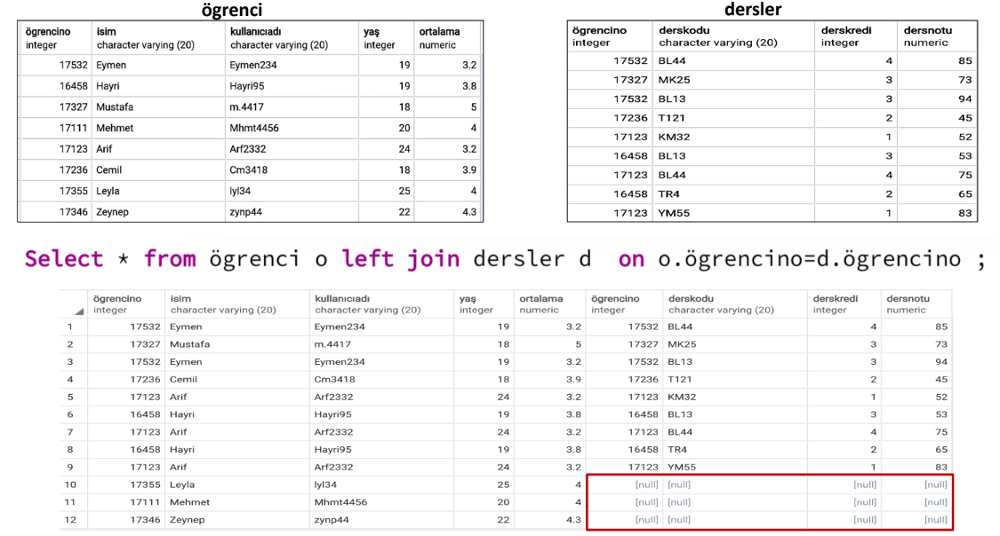 ögrenci
ögrencino isim kullanıcıadı yaş ortalama
integer character varying (20) character varying (20) integer numeric
17532 Eymen Eymen234 19 3.2
16458 Hayri Hayri95 19 3.8
17327 Mustafa m.4417 18 5
17111 Mehmet Mhmt4456 20 4
17123 Arif Arf2332 24 3.2
17236 Cemil Cm3418 18 3.9
17355 Leyla lyl34 25 4
17346 Zeynep zynp44 22 4.3
dersler
ögrencino derskodu derskredi dersnotu
integer character varying (20) integer numeric
17532 BL44 4 85
17327 MK25 3 73
17532 BL13 3 94
17236 T121 2 45
17123 KM32 1 52
16458 BL13 3 53
17123 BL44 4 75
16458 TR4 2 65
17123 YM55 1 83
Select * from ögrenci o left join dersler d on o.ögrencino=d.ögrencino ;
ögrencino isim kullanıcıadı yaş ortalama ögrencino derskodu derskredi dersnotu
integer character varying (20) character varying (20) integer numeric integer character varying (20) integer numeric
1 17532 Eymen Eymen234 19 3.2 17532 BL44 4 85
2 17327 Mustafa m.4417 18 5 17327 MK25 3 73
3 17532 Eymen Eymen234 19 3.2 17532 BL13 3 94
4 17236 Cemil Cm3418 18 3.9 17236 T121 2 45
5 17123 Arif Arf2332 24 3.2 17123 KM32 1 52
6 16458 Hayri Hayri95 19 3.8 16458 BL13 3 53
7 17123 Arif Arf2332 24 3.2 17123 BL44 4 75
8 16458 Hayri Hayri95 19 3.8 16458 TR4 2 65
9 17123 Arif Arf2332 24 3.2 17123 YM55 1 83
10 17355 Leyla lyl34 25 4 [null] [null] [null] [null]
11 17111 Mehmet Mhmt4456 20 4 [null] [null] [null] [null]
12 17346 Zeynep zynp44 22 4.3 [null] [null] [null] [null]